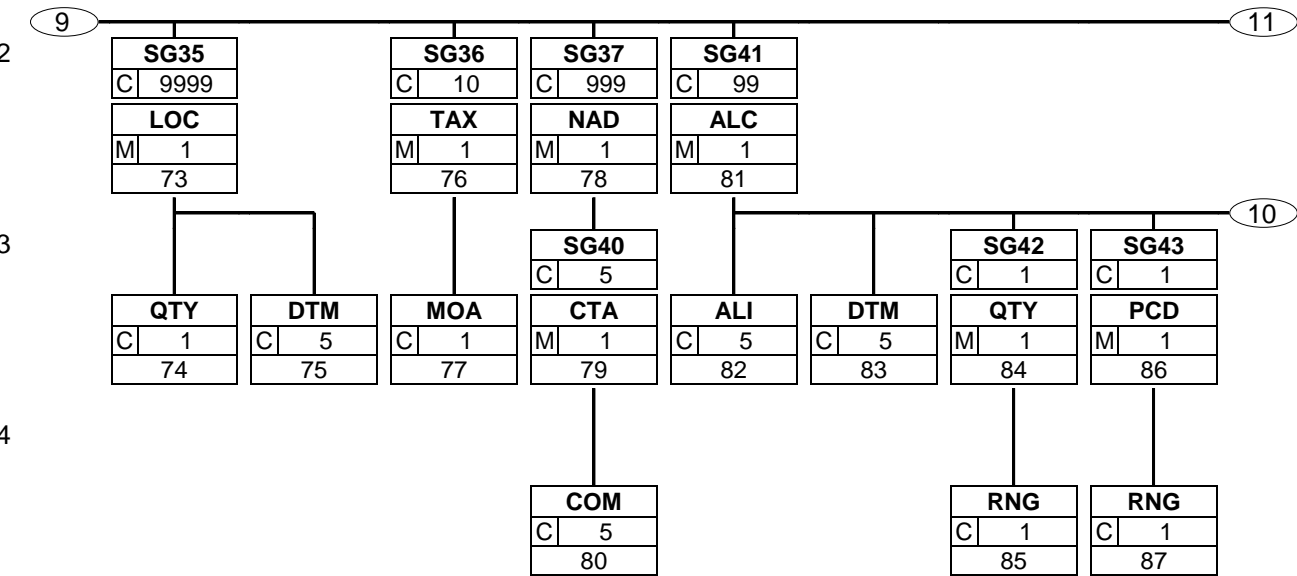 9 11
2 SG35 SG36 SG37 SG41
C 9999 C 10 C 999 C 99
LOC TAX NAD ALC
M 1 M 1 M 1 M 1
73 76 78 81
10
3 SG40 SG42 SG43
C 5 C 1 C 1
QTY DTM MOA CTA ALI DTM QTY PCD
C 1 C 5 C 1 M 1 C 5 C 5 M 1 M 1
74 75 77 79 82 83 84 86
4
COM RNG RNG
C 5 C 1 C 1
80 85 87